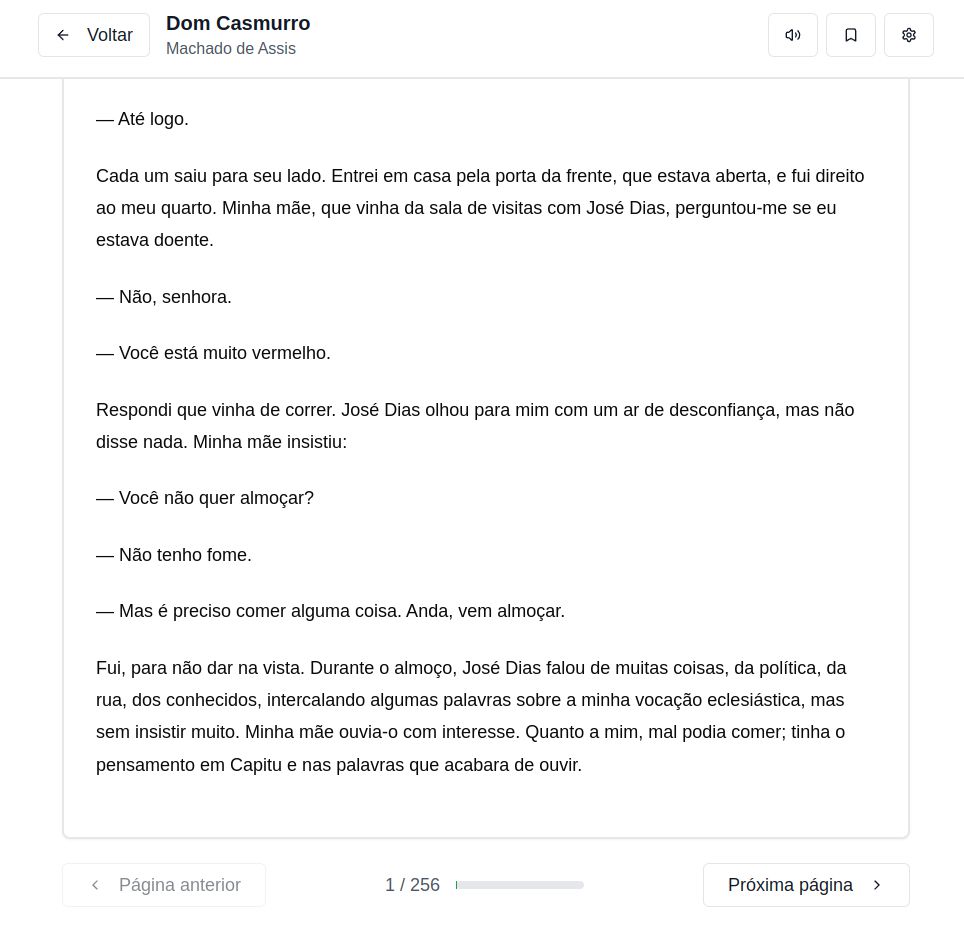 Voltar
Dom Casmurro
Machado de Assis
— Até logo.
Cada um saiu para seu lado. Entrei em casa pela porta da frente, que estava aberta, e fui direito
ao meu quarto. Minha mãe, que vinha da sala de visitas com José Dias, perguntou-me se eu
estava doente.
— Não, senhora.
— Você está muito vermelho.
Respondi que vinha de correr. José Dias olhou para mim com um ar de desconfiança, mas não
disse nada. Minha mãe insistiu:
— Você não quer almoçar?
— Não tenho fome.
— Mas é preciso comer alguma coisa. Anda, vem almoçar.
Fui, para não dar na vista. Durante o almoço, José Dias falou de muitas coisas, da política, da
rua, dos conhecidos, intercalando algumas palavras sobre a minha vocação eclesiástica, mas
sem insistir muito. Minha mãe ouvia-o com interesse. Quanto a mim, mal podia comer; tinha o
pensamento em Capitu e nas palavras que acabara de ouvir.
Página anterior
1 / 256
Próxima página